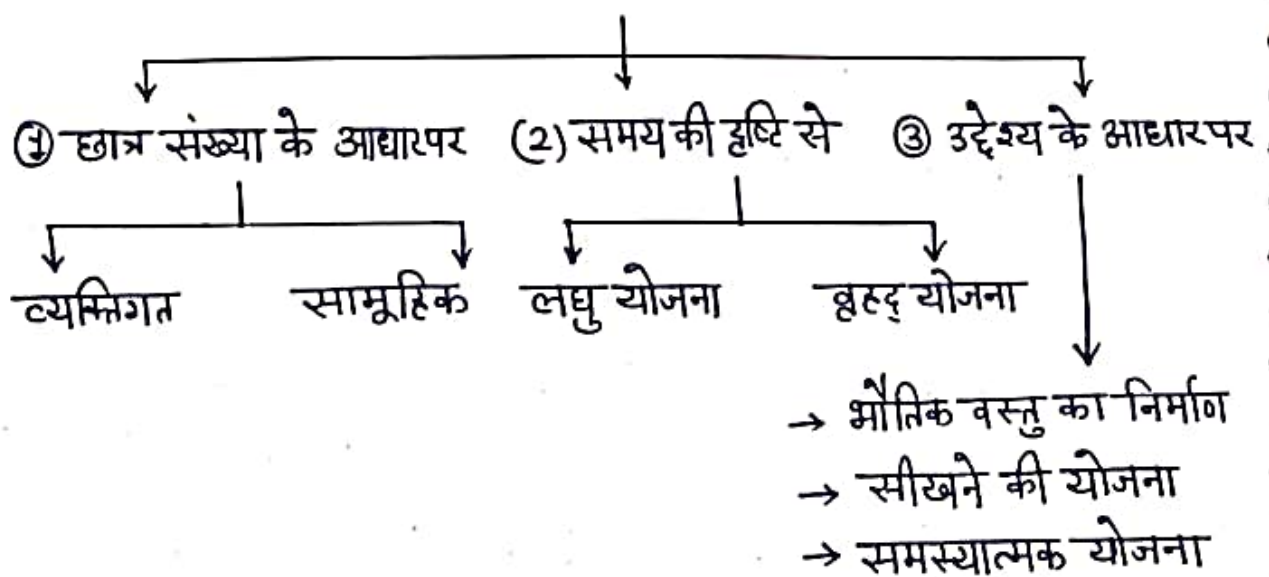 ① छात्र संख्या के आधारपर (2) समय की दृष्टि से ③ उद्देश्य के आधारपर
व्यक्तिगत सामूहिक लघु योजना बृहद् योजना
→ भौतिक वस्तु का निर्माण
→ सीखने की योजना
→ समस्यात्मक योजना